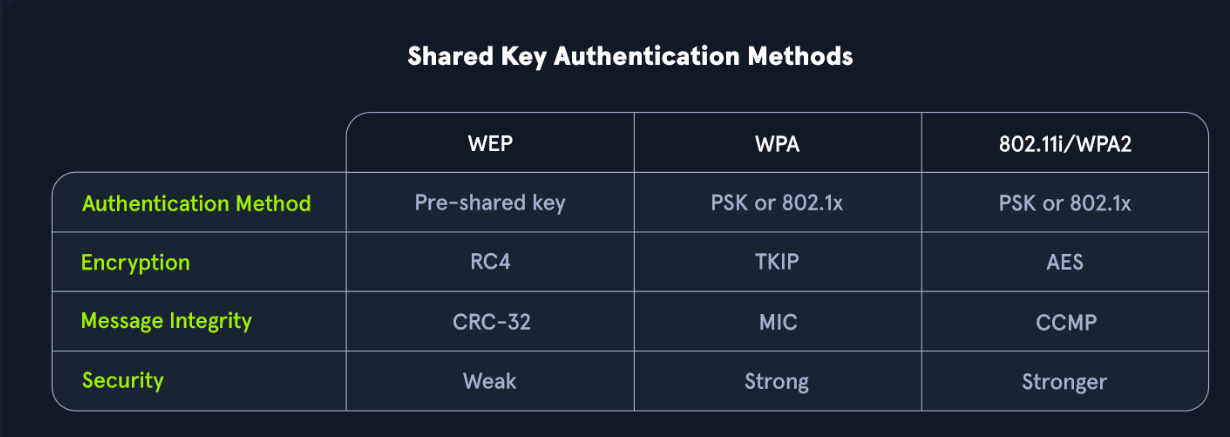 Shared Key Authentication Methods
WEP WPA 802.11i/WPA2
Authentication Method Pre-shared key PSK or 802.1x PSK or 802.1x
Encryption RC4 TKIP AES
Message Integrity CRC-32 MIC CCMP
Security Weak Strong Stronger